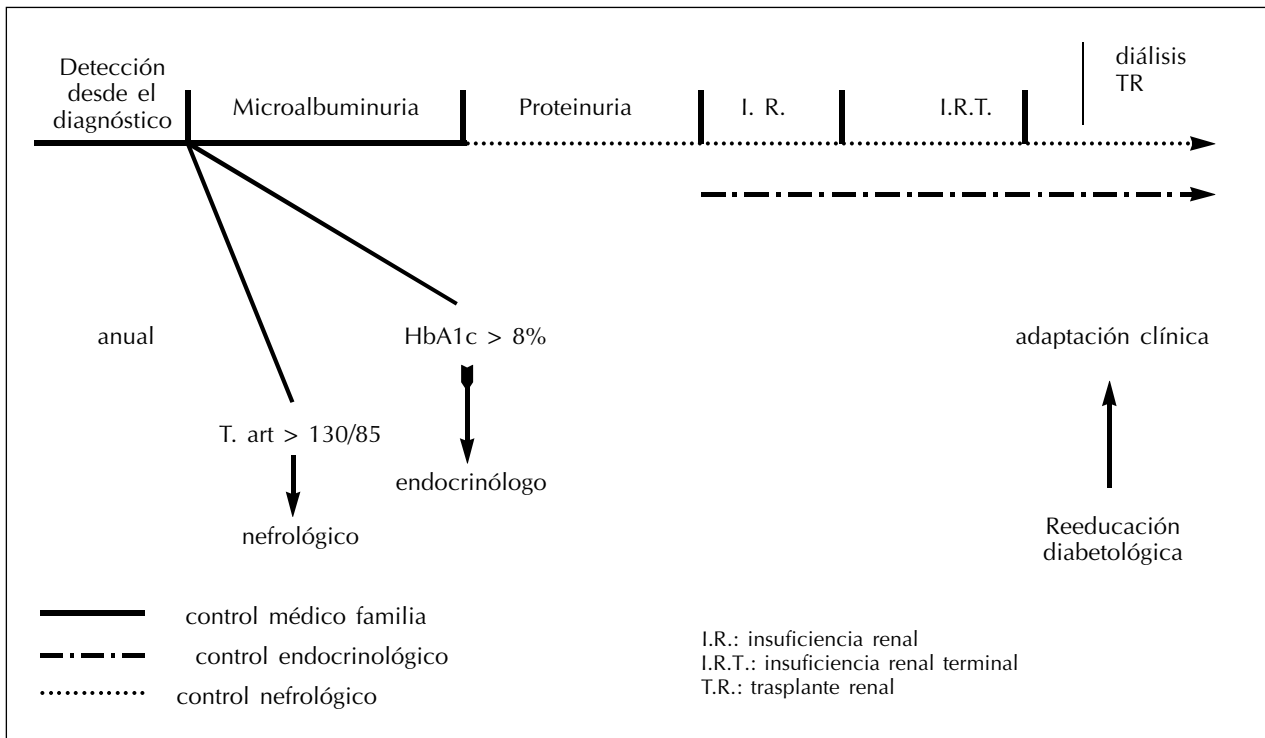 Detección
desde el
diagnóstico
Microalbuminuria
Proteinuria
I. R.
I.R.T.
diálisis
TR
anual
HbA1c > 8%
adaptación clínica
T. art > 130/85
endocrinólogo
nefrológico
Reeducación
diabetológica
control médico familia
control endocrinológico
control nefrológico
I.R.: insuficiencia renal
I.R.T.: insuficiencia renal terminal
T.R.: trasplante renal